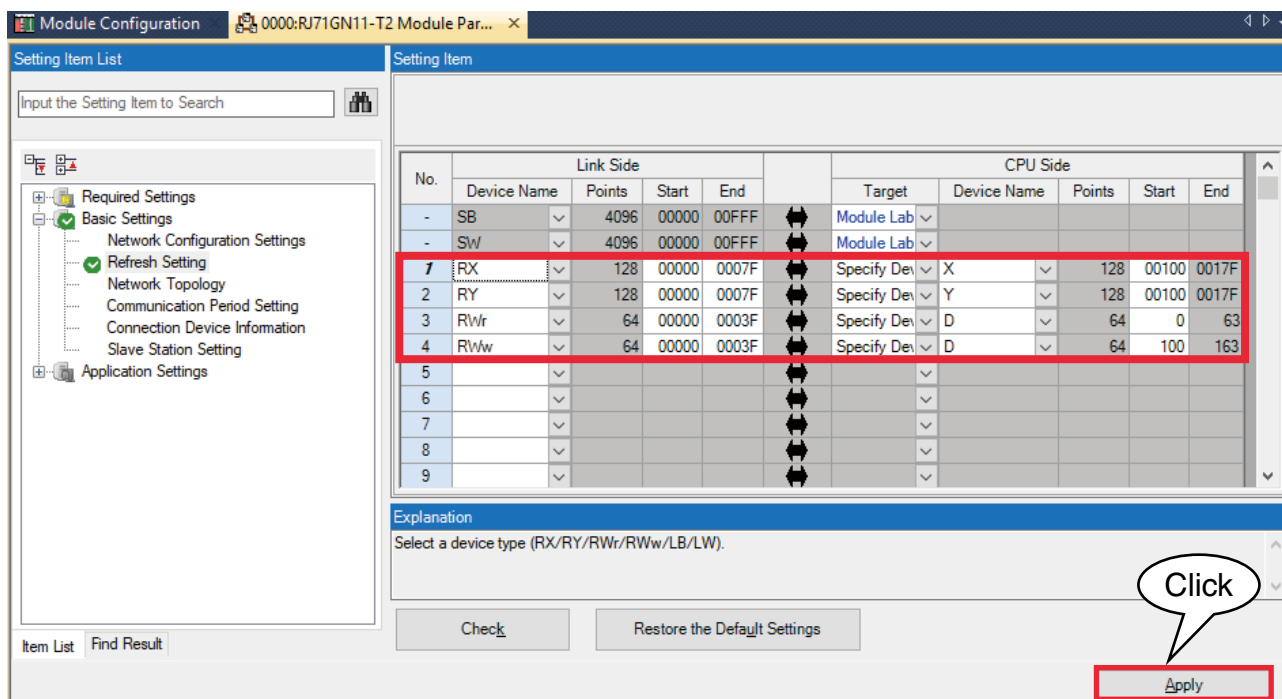 Module Configuration
0000:RJ71GN11-T2 Module Par...
Setting Item List
Input the Setting Item to Search
Required Settings
Basic Settings
Network Configuration Settings
Refresh Setting
Network Topology
Communication Period Setting
Connection Device Information
Slave Station Setting
Application Settings
Item List Find Result
Setting Item
No. Link Side CPU Side
Device Name Points Start End Target Device Name Points Start End
- SB 4096 00000 00FFF Module Lab
- SW 4096 00000 00FFF Module Lab
1 RX 128 00000 0007F Specify Dev X 128 00100 0017F
2 RY 128 00000 0007F Specify Dev Y 128 00100 0017F
3 RWr 64 00000 0003F Specify Dev D 64 0 63
4 RWw 64 00000 0003F Specify Dev D 64 100 163
5
6
7
8
9
Explanation
Select a device type (RX/RY/RWr/RWw/LB/LW).
Click
Check Restore the Default Settings
Apply